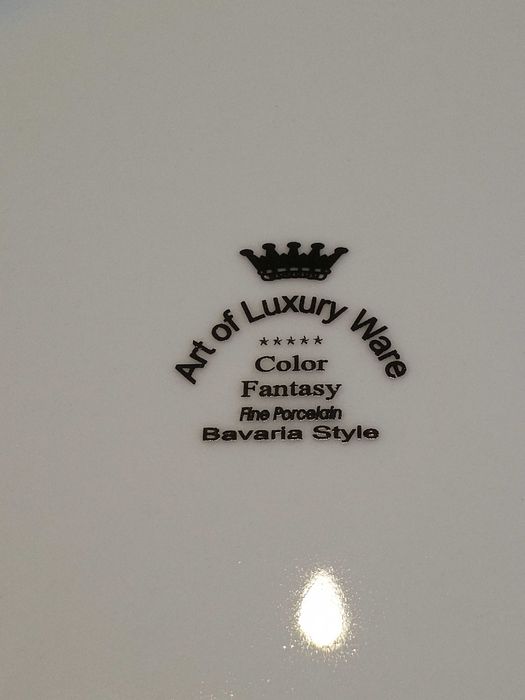 Art of Luxury Ware
★★★★★
Color
Fantasy
Fine Porcelain
Bavaria Style